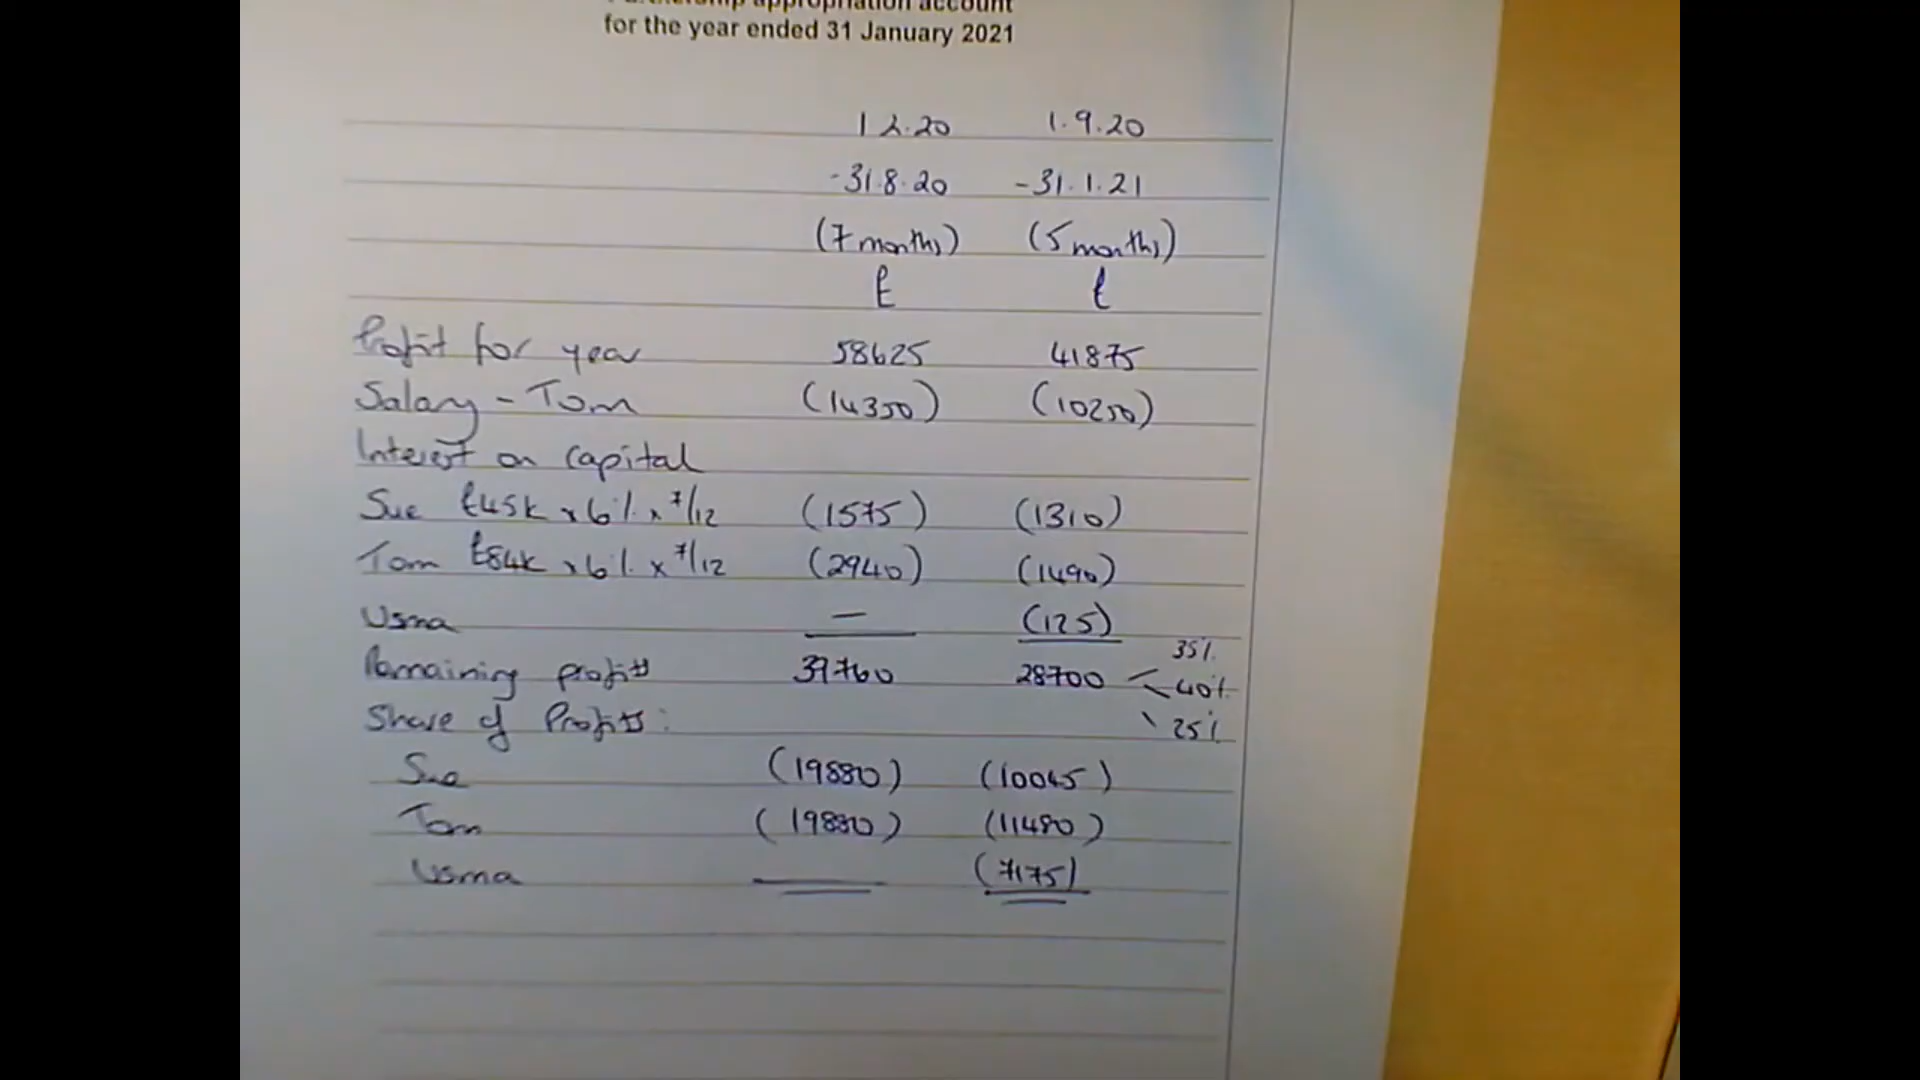 Partnership appropriation account
for the year ended 31 January 2021
1 2.20 1.9.20
-31.8.20 -31.1.21
(7 months) (5 months)
£ £
Profit for year 58625 41875
Salary - Tom (14350) (10250)
Interest on capital
Sue £45k x 6% x 7/12 (1575) (1310)
Tom £84k x 6% x 7/12 (2940) (1490)
Usma — (125)
35%
Remaining profits 39760 28700 40%
Share of Profits: 25%
Sue (19880) (10045)
Tom (19880) (11480)
Usma (7175)